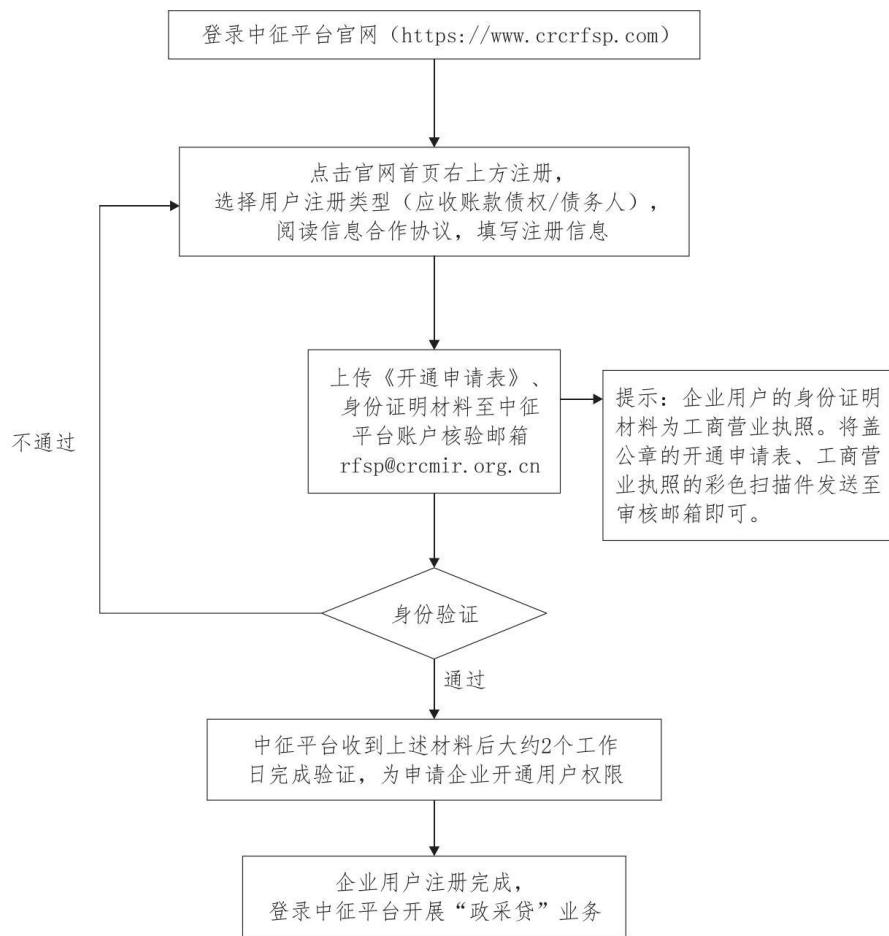 登录中征平台官网（https://www.crcrfsp.com）
点击官网首页右上方注册，
选择用户注册类型（应收账款债权/债务人），
阅读信息合作协议，填写注册信息
上传《开通申请表》、
身份证明材料至中征
平台账户核验邮箱
rfsp@crcmir.org.cn
提示：企业用户的身份证明
材料为工商营业执照。将盖
公章的开通申请表、工商营
业执照的彩色扫描件发送至
审核邮箱即可。
不通过
身份验证
通过
中征平台收到上述材料后大约2个工作
日完成验证，为申请企业开通用户权限
企业用户注册完成，
登录中征平台开展“政采贷”业务